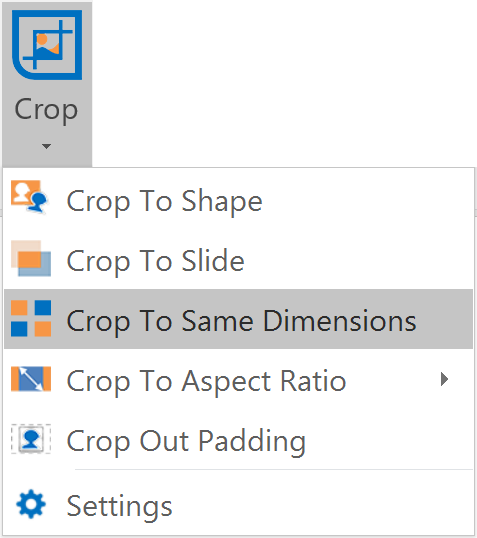 Crop
Crop To Shape
Crop To Slide
Crop To Same Dimensions
Crop To Aspect Ratio
Crop Out Padding
Settings